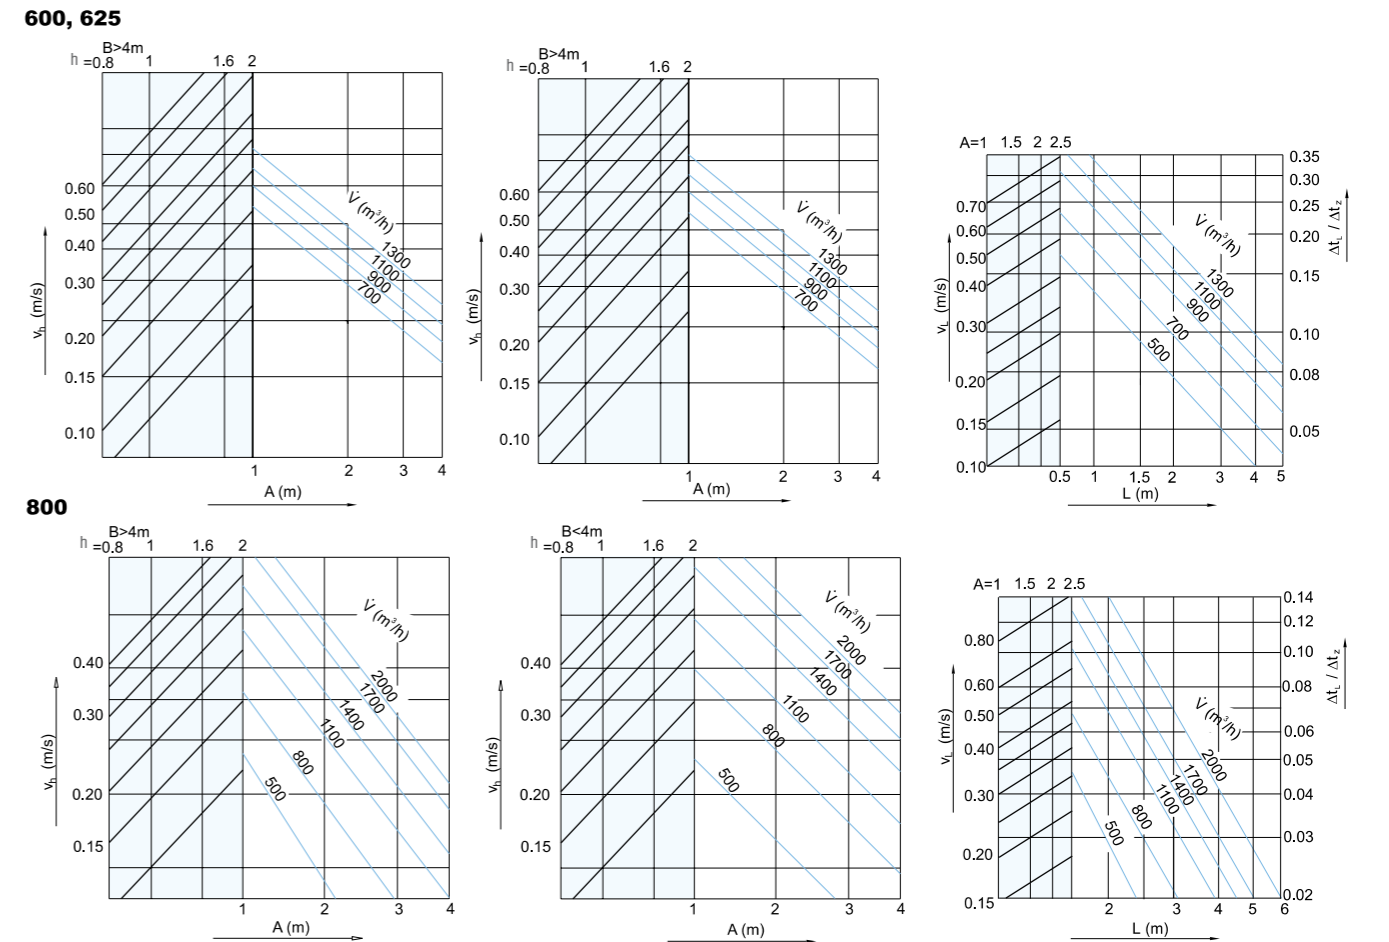 600, 625
B>4m
h =0.8 1 1.6 2
0.60
0.50
0.40
0.30
0.20
0.15
0.10
vh (m/s)
V̇ (m³/h)
1300
1100
900
700
1 2 3 4
A (m)
B>4m
h =0.8 1 1.6 2
0.60
0.50
0.40
0.30
0.20
0.15
0.10
vh (m/s)
V̇ (m³/h)
1300
1100
900
700
1 2 3 4
A (m)
A=1 1.5 2 2.5
0.70
0.60
0.50
0.40
0.30
0.20
0.15
0.10
vL (m/s)
V̇ (m³/h)
1300
1100
900
700
500
0.35
0.30
0.25
0.20
0.15
0.10
0.08
0.05
ΔtL / Δtz
0.5 1 1.5 2 3 4 5
L (m)
800
B>4m
h =0.8 1 1.6 2
0.40
0.30
0.20
0.15
vh (m/s)
V̇ (m³/h)
2000
1700
1400
1100
800
500
1 2 3 4
A (m)
B<4m
h =0.8 1 1.6 2
0.40
0.30
0.20
0.15
vh (m/s)
V̇ (m³/h)
2000
1700
1400
1100
800
500
1 2 3 4
A (m)
A=1 1.5 2 2.5
0.80
0.60
0.50
0.40
0.30
0.20
0.15
vL (m/s)
V̇ (m³/h)
2000
1700
1400
1100
800
500
0.14
0.12
0.10
0.08
0.06
0.05
0.04
0.03
0.02
ΔtL / Δtz
2 3 4 5 6
L (m)